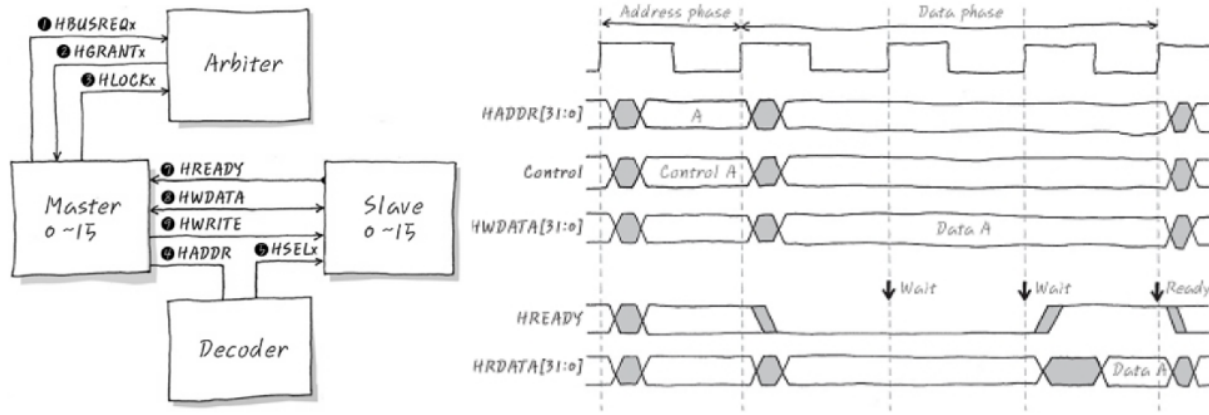 ❶ HBUSREQx
❷ HGRANTx
❸ HLOCKx
Arbiter
Master
0 ~15
❼ HREADY
❽ HWDATA
❾ HWRITE
❹ HADDR
❺ HSELx
Slave
0 ~15
Decoder
Address phase
Data phase
HADDR[31:0]
A
Control
Control A
HWDATA[31:0]
Data A
Wait
Wait
Ready
HREADY
HRDATA[31:0]
Data A